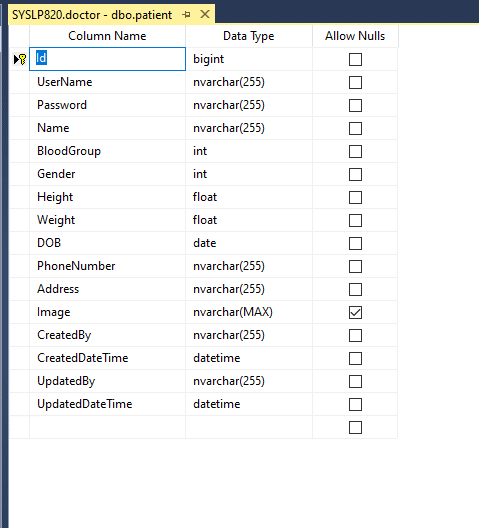 SYSLP820.doctor - dbo.patient
Column Name Data Type Allow Nulls
Id bigint
UserName nvarchar(255)
Password nvarchar(255)
Name nvarchar(255)
BloodGroup int
Gender int
Height float
Weight float
DOB date
PhoneNumber nvarchar(255)
Address nvarchar(255)
Image nvarchar(MAX)
CreatedBy nvarchar(255)
CreatedDateTime datetime
UpdatedBy nvarchar(255)
UpdatedDateTime datetime